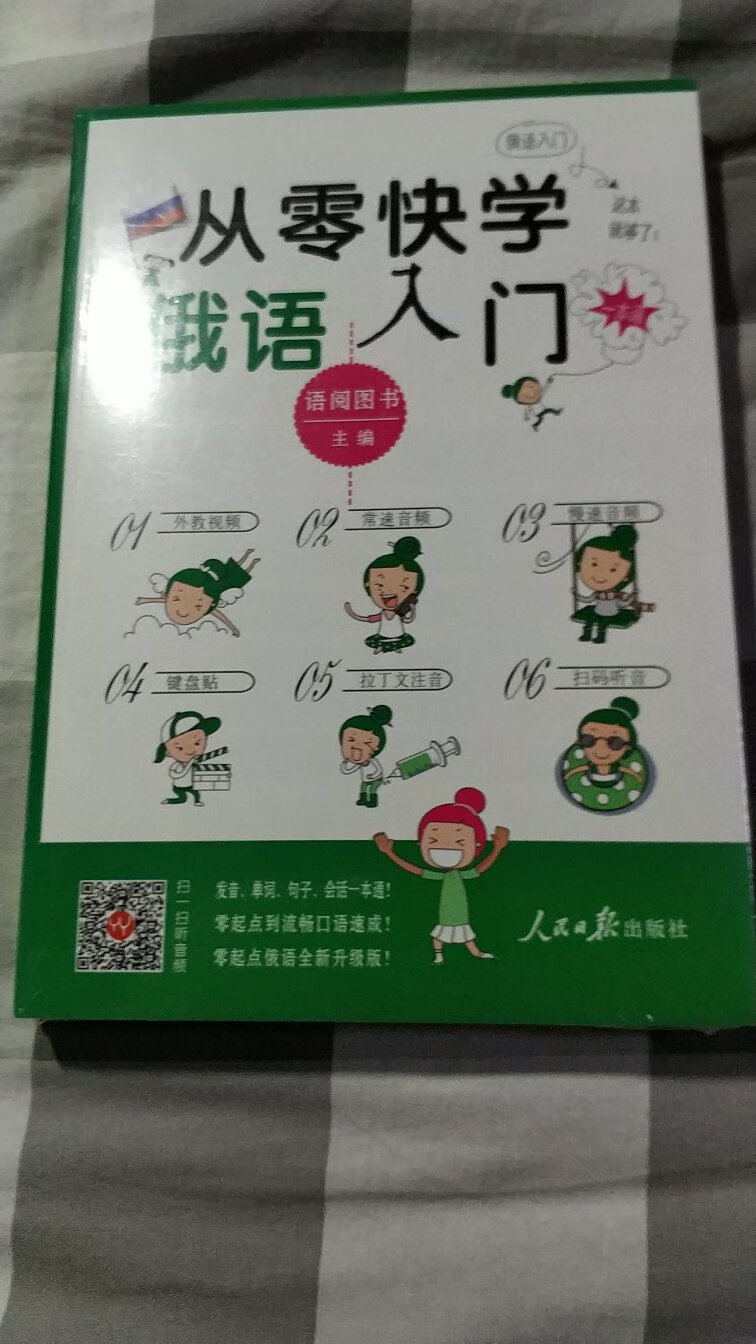 俄语入门
这本
就够了!
从零快学
俄语入门
语阅图书
主编
01 外教视频
02 常速音频
03 慢速音频
04 键盘贴
05 拉丁文注音
06 扫码听音
扫一扫听音频
发音、单词、句子、会话一本通!
零起点到流畅口语速成!
零起点俄语全新升级版!
人民日报出版社